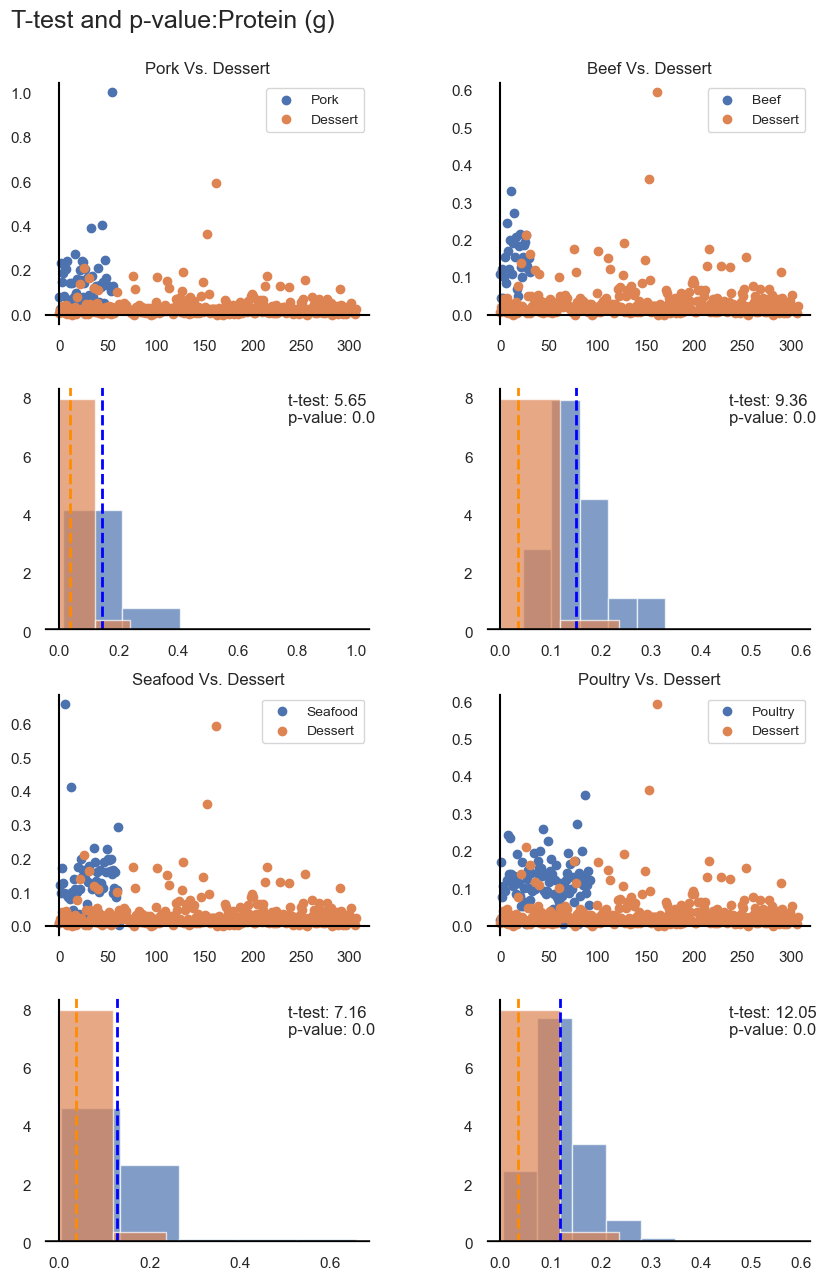 T-test and p-value:Protein (g)
Pork Vs. Dessert
1.0
0.8
0.6
0.4
0.2
0.0
Pork
Dessert
0 50 100 150 200 250 300
Beef Vs. Dessert
0.6
0.5
0.4
0.3
0.2
0.1
0.0
Beef
Dessert
0 50 100 150 200 250 300
8
6
4
2
0
t-test: 5.65
p-value: 0.0
0.0 0.2 0.4 0.6 0.8 1.0
8
6
4
2
0
t-test: 9.36
p-value: 0.0
0.0 0.1 0.2 0.3 0.4 0.5 0.6
Seafood Vs. Dessert
0.6
0.5
0.4
0.3
0.2
0.1
0.0
Seafood
Dessert
0 50 100 150 200 250 300
Poultry Vs. Dessert
0.6
0.5
0.4
0.3
0.2
0.1
0.0
Poultry
Dessert
0 50 100 150 200 250 300
8
6
4
2
0
t-test: 7.16
p-value: 0.0
0.0 0.2 0.4 0.6
8
6
4
2
0
t-test: 12.05
p-value: 0.0
0.0 0.1 0.2 0.3 0.4 0.5 0.6